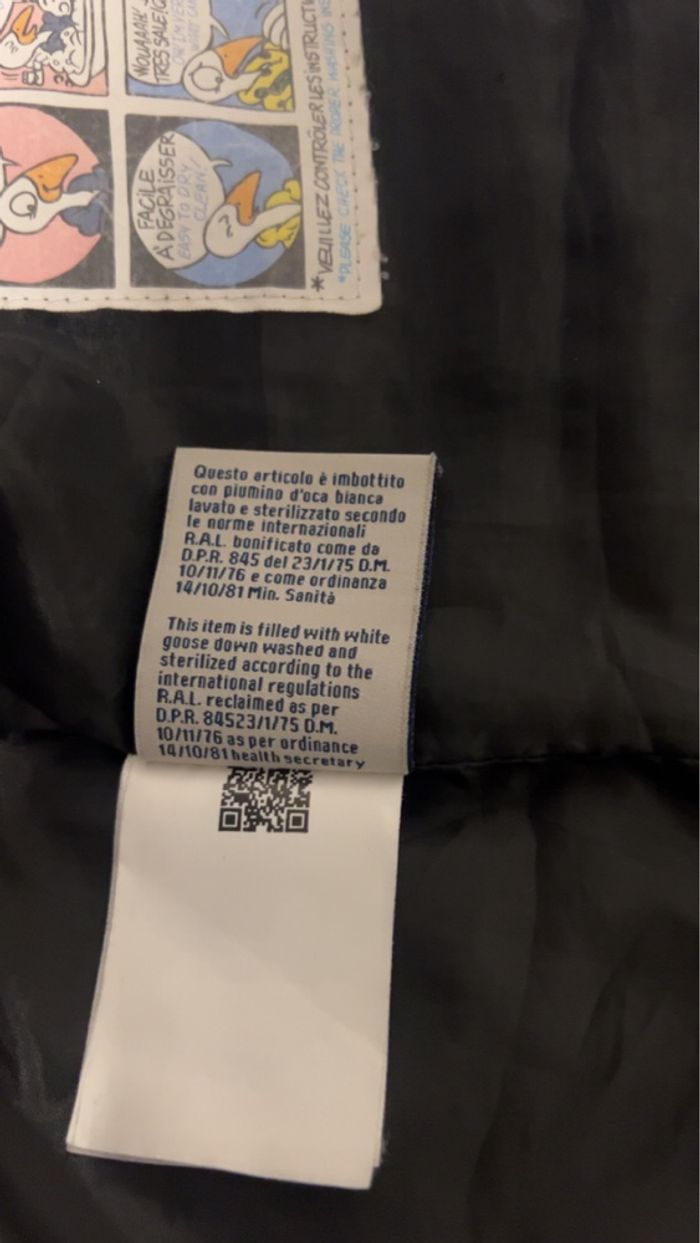 WOUAAAH!
TRES SALE
FACILE
A DEGRAISSER
EASY TO DRY
CLEAN!
*VEUILLEZ CONTRÔLER LES INSTRUCT
*PLEASE CHECK THE PROPER WASHING INS
Questo articolo è imbottito
con piumino d'oca bianca
lavato e sterilizzato secondo
le norme internazionali
R.A.L. bonificato come da
D.P.R. 845 del 23/1/75 D.M.
10/11/76 e come ordinanza
14/10/81 Min. Sanità
This item is filled with white
goose down washed and
sterilized according to the
international regulations
R.A.L. reclaimed as per
D.P.R. 84523/1/75 D.M.
10/11/76 as per ordinance
14/10/81 health secretary